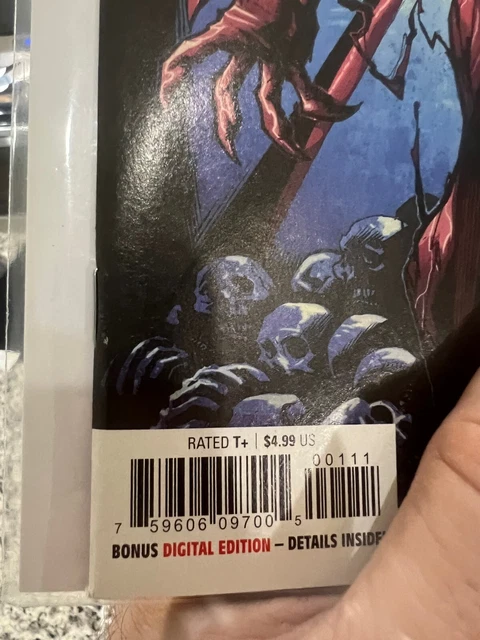 RATED T+ | $4.99 US
00111
7 59606 09700 5
BONUS DIGITAL EDITION – DETAILS INSIDE!